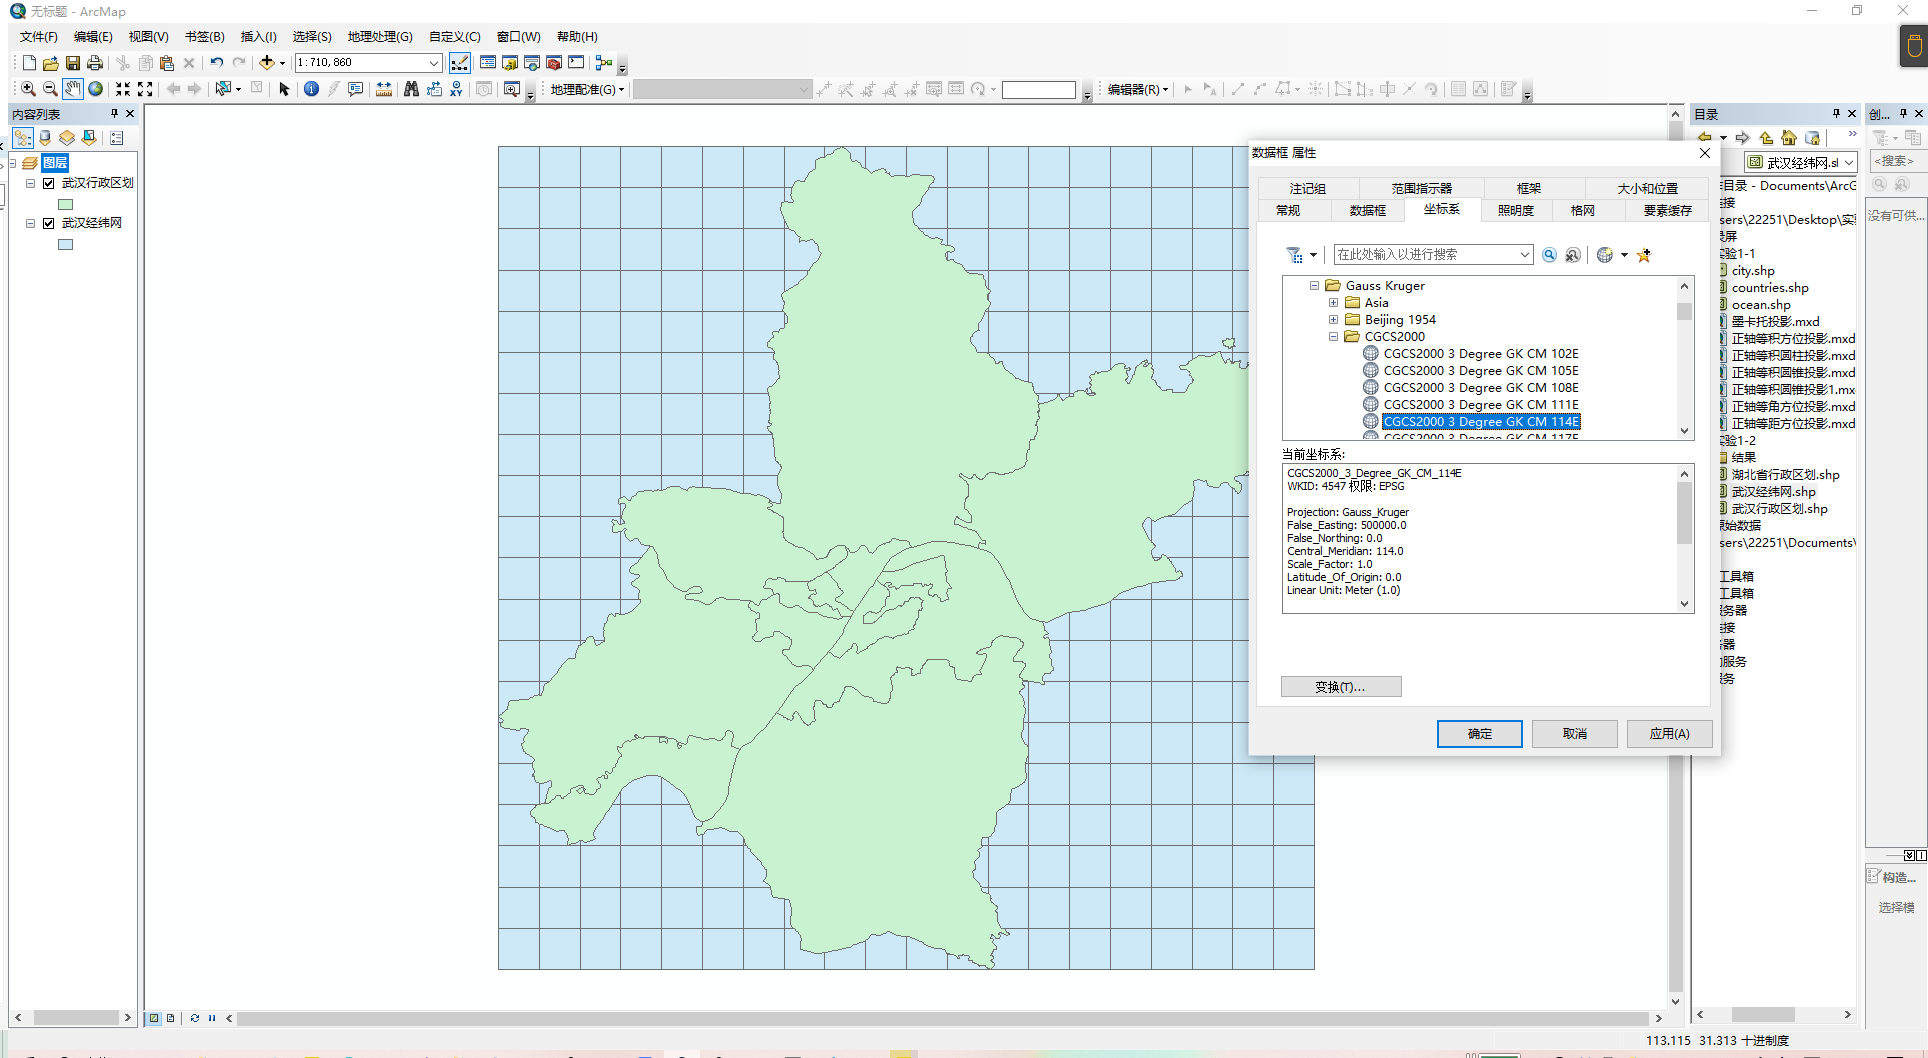 无标题 - ArcMap
文件(F) 编辑(E) 视图(V) 书签(B) 插入(I) 选择(S) 地理处理(G) 自定义(C) 窗口(W) 帮助(H)
1:710,860
地理配准(G)
编辑器(R)
内容列表
图层
武汉行政区划
武汉经纬网
数据框 属性
注记组 范围指示器 框架 大小和位置
常规 数据框 坐标系 照明度 格网 要素缓存
在此处输入以进行搜索
Gauss Kruger
Asia
Beijing 1954
CGCS2000
CGCS2000 3 Degree GK CM 102E
CGCS2000 3 Degree GK CM 105E
CGCS2000 3 Degree GK CM 108E
CGCS2000 3 Degree GK CM 111E
CGCS2000 3 Degree GK CM 114E
CGCS2000 3 Degree GK CM 117E
当前坐标系:
CGCS2000_3_Degree_GK_CM_114E
WKID: 4547 权限: EPSG
Projection: Gauss_Kruger
False_Easting: 500000.0
False_Northing: 0.0
Central_Meridian: 114.0
Scale_Factor: 1.0
Latitude_Of_Origin: 0.0
Linear Unit: Meter (1.0)
变换(T)...
确定 取消 应用(A)
目录
武汉经纬网.sl
目录 - Documents\ArcG
接
sers\22251\Desktop\实
屏
实验1-1
city.shp
countries.shp
ocean.shp
墨卡托投影.mxd
正轴等积方位投影.mxd
正轴等积圆柱投影.mxd
正轴等积圆锥投影.mxd
正轴等积圆锥投影1.mx
正轴等角方位投影.mxd
正轴等距方位投影.mxd
实验1-2
结果
湖北省行政区划.shp
武汉经纬网.shp
武汉行政区划.shp
原始数据
sers\22251\Documents\
工具箱
工具箱
服务器
连接
器
服务
服务
创...
<搜索>
没有可供...
构造...
选择模
113.115 31.313 十进制度